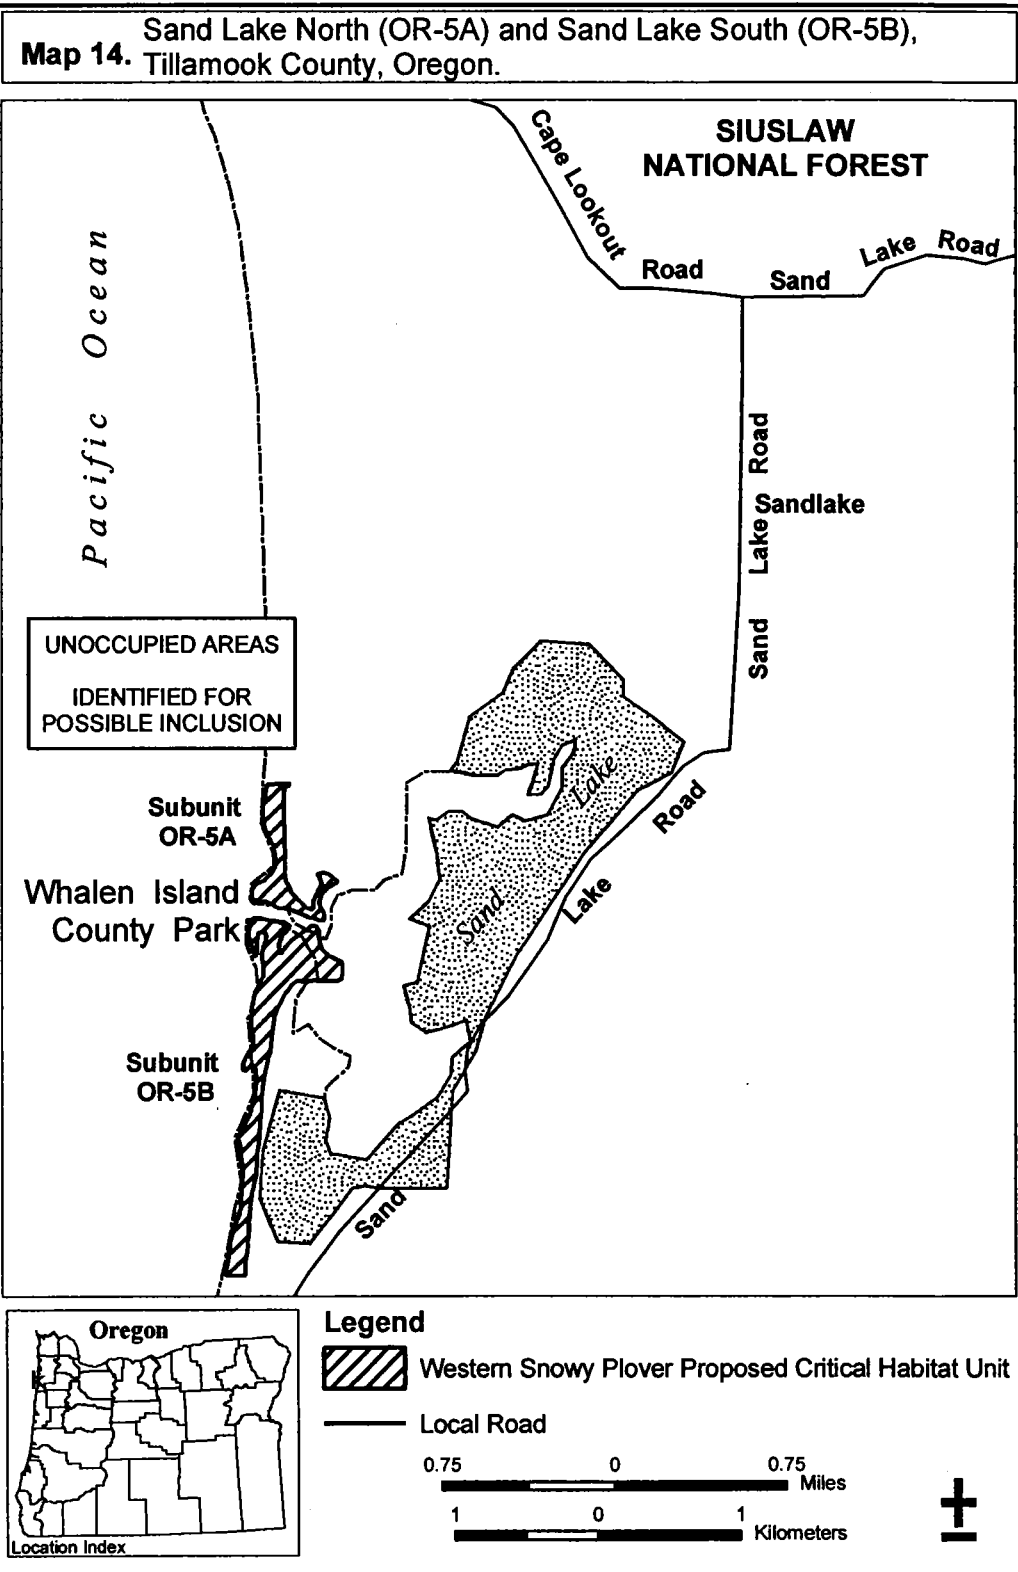 Map 14. Sand Lake North (OR-5A) and Sand Lake South (OR-5B),
Tillamook County, Oregon.
SIUSLAW
NATIONAL FOREST
Cape Lookout
Road
Sand
Lake
Road
Pacific Ocean
Road
Sandlake
Lake
Sand
UNOCCUPIED AREAS
IDENTIFIED FOR
POSSIBLE INCLUSION
Subunit
OR-5A
Lake
Road
Whalen Island
County Park
Sand
Lake
Subunit
OR-5B
Sand
Oregon
Location Index
Legend
Western Snowy Plover Proposed Critical Habitat Unit
Local Road
0.75 0 0.75
Miles
1 0 1
Kilometers